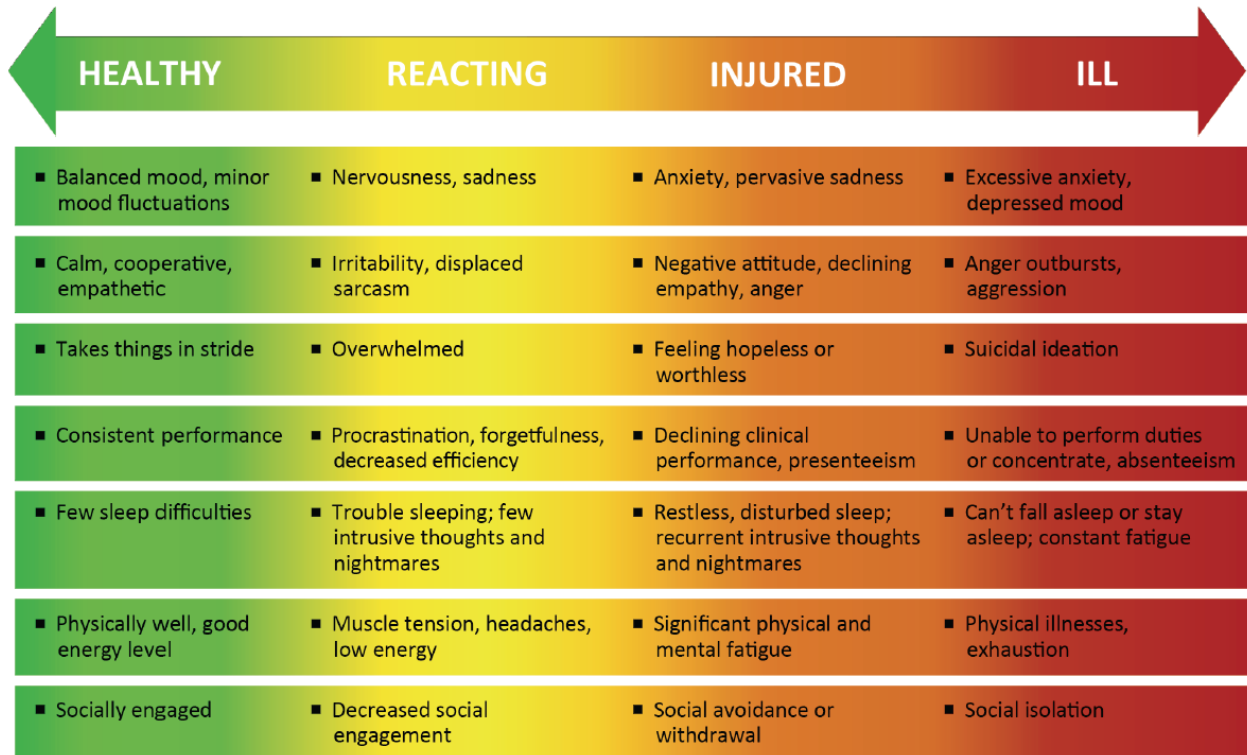 HEALTHY REACTING INJURED ILL
▪ Balanced mood, minor
mood fluctuations
▪ Nervousness, sadness
▪ Anxiety, pervasive sadness
▪ Excessive anxiety,
depressed mood
▪ Calm, cooperative,
empathetic
▪ Irritability, displaced
sarcasm
▪ Negative attitude, declining
empathy, anger
▪ Anger outbursts,
aggression
▪ Takes things in stride
▪ Overwhelmed
▪ Feeling hopeless or
worthless
▪ Suicidal ideation
▪ Consistent performance
▪ Procrastination, forgetfulness,
decreased efficiency
▪ Declining clinical
performance, presenteeism
▪ Unable to perform duties
or concentrate, absenteeism
▪ Few sleep difficulties
▪ Trouble sleeping; few
intrusive thoughts and
nightmares
▪ Restless, disturbed sleep;
recurrent intrusive thoughts
and nightmares
▪ Can’t fall asleep or stay
asleep; constant fatigue
▪ Physically well, good
energy level
▪ Muscle tension, headaches,
low energy
▪ Significant physical and
mental fatigue
▪ Physical illnesses,
exhaustion
▪ Socially engaged
▪ Decreased social
engagement
▪ Social avoidance or
withdrawal
▪ Social isolation